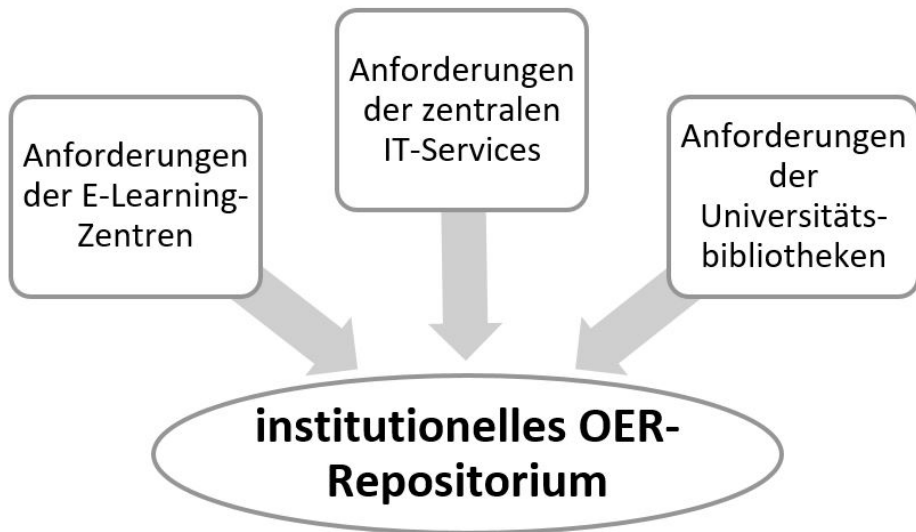 Anforderungen
der E-Learning-
Zentren
Anforderungen
der zentralen
IT-Services
Anforderungen
der
Universitäts-
bibliotheken
institutionelles OER-
Repositorium